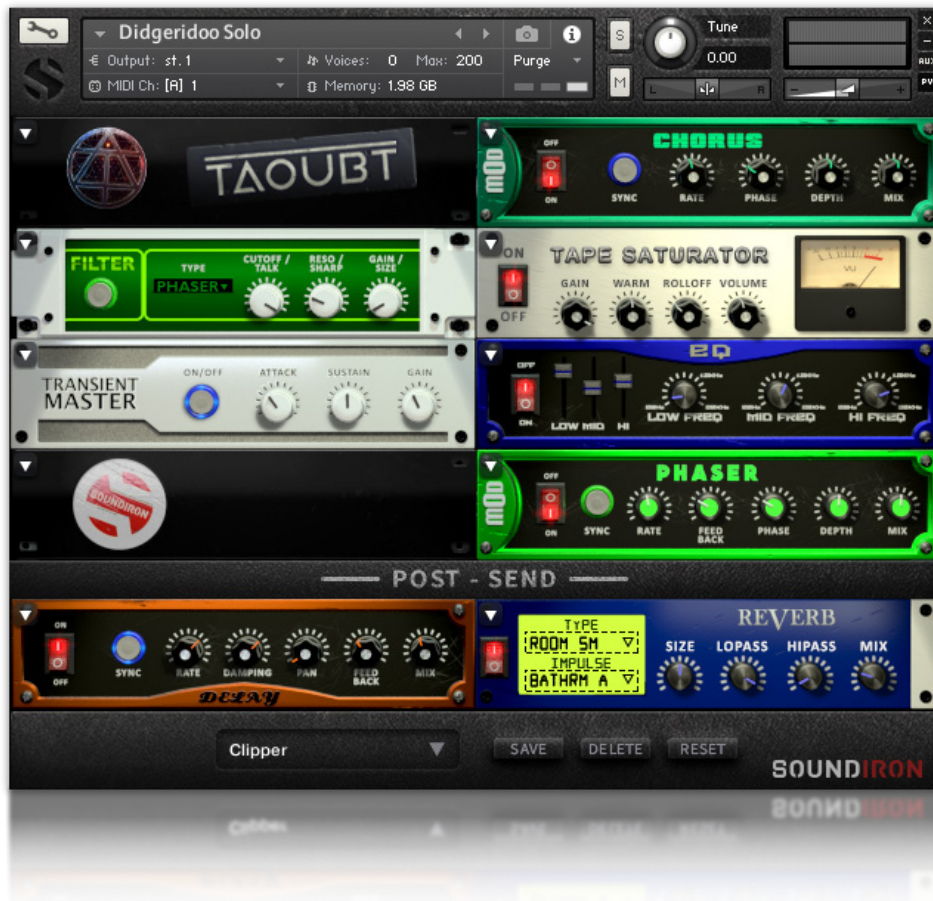 Didgeridoo Solo
Output: st.1
Voices: 0 Max: 200
Purge
MIDI Ch: [A] 1
Memory: 1.98 GB
S
M
Tune
0.00
L R
- +
×
-
AUX
PV
TAOUBT
MOD
CHORUS
OFF
ON
SYNC RATE PHASE DEPTH MIX
FILTER
TYPE
PHASER
CUTOFF / TALK
RESO / SHARP
GAIN / SIZE
TAPE SATURATOR
ON
OFF
GAIN WARM ROLLOFF VOLUME
VU
TRANSIENT MASTER
ON/OFF ATTACK SUSTAIN GAIN
EQ
OFF
ON
LOW MID HI
LOW FREQ MID FREQ HI FREQ
SOUNDIRON
MOD
PHASER
OFF
ON
SYNC RATE FEED BACK PHASE DEPTH MIX
POST - SEND
ON
OFF
SYNC RATE DAMPING PAN FEED BACK MIX
DELAY
REVERB
TYPE
ROOM SM
IMPULSE
BATHRM A
SIZE LOPASS HIPASS MIX
Clipper
SAVE DELETE RESET
SOUNDIRON